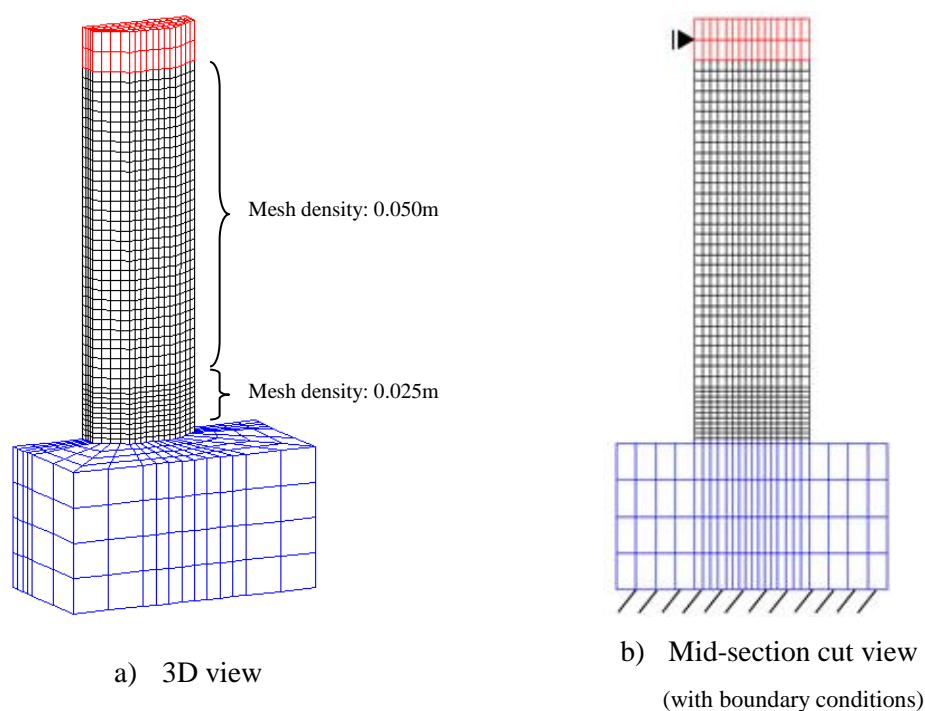 Mesh density: 0.050m
Mesh density: 0.025m
a) 3D view
b) Mid-section cut view
(with boundary conditions)